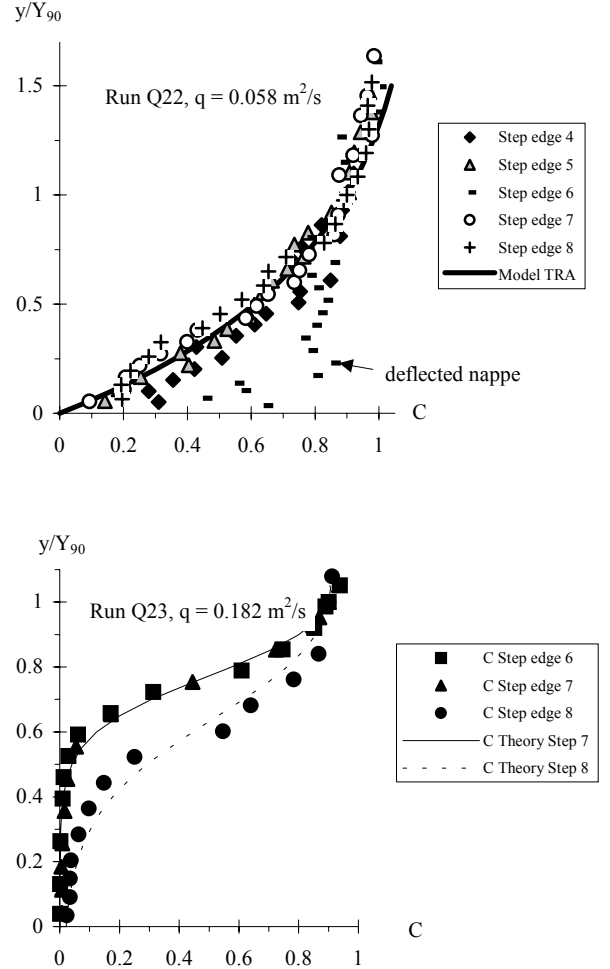 y/Y90
1.5
Run Q22, q = 0.058 m²/s
Step edge 4
Step edge 5
Step edge 6
Step edge 7
Step edge 8
Model TRA
1
0.5
deflected nappe
0
C
0 0.2 0.4 0.6 0.8 1
y/Y90
1
Run Q23, q = 0.182 m²/s
C Step edge 6
C Step edge 7
C Step edge 8
C Theory Step 7
C Theory Step 8
0.8
0.6
0.4
0.2
0
C
0 0.2 0.4 0.6 0.8 1